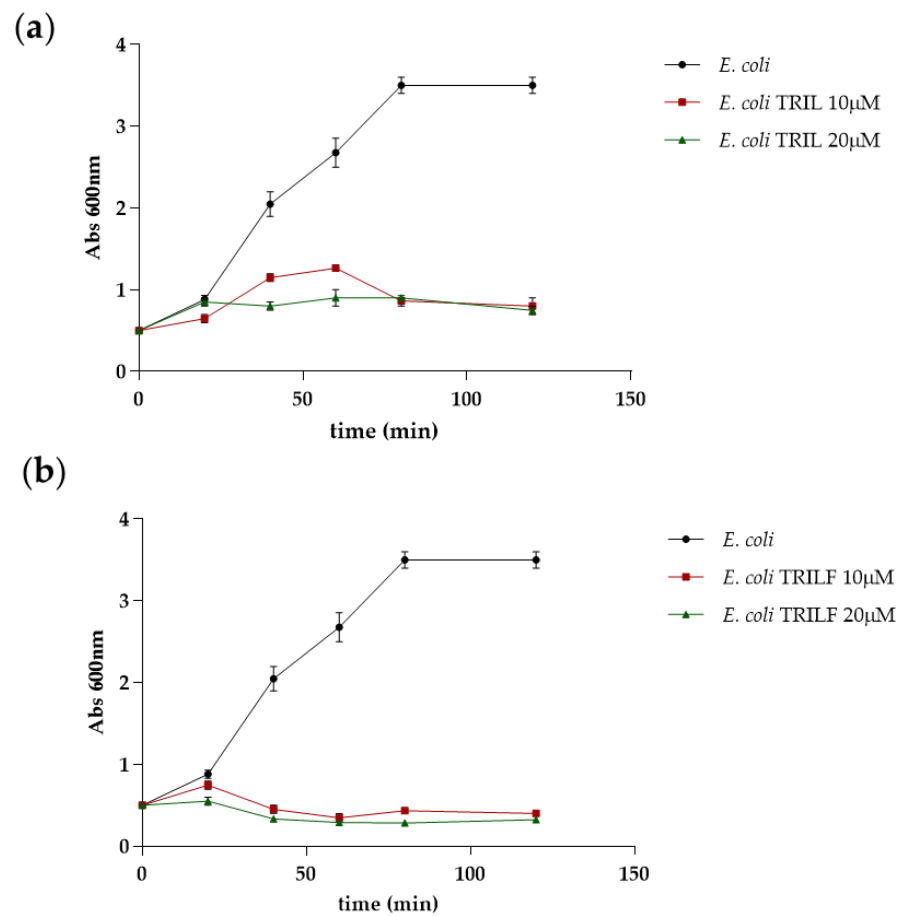 (a)
4
3
2
1
0
Abs 600nm
0 50 100 150
time (min)
E. coli
E. coli TRIL 10μM
E. coli TRIL 20μM
(b)
4
3
2
1
0
Abs 600nm
0 50 100 150
time (min)
E. coli
E. coli TRILF 10μM
E. coli TRILF 20μM